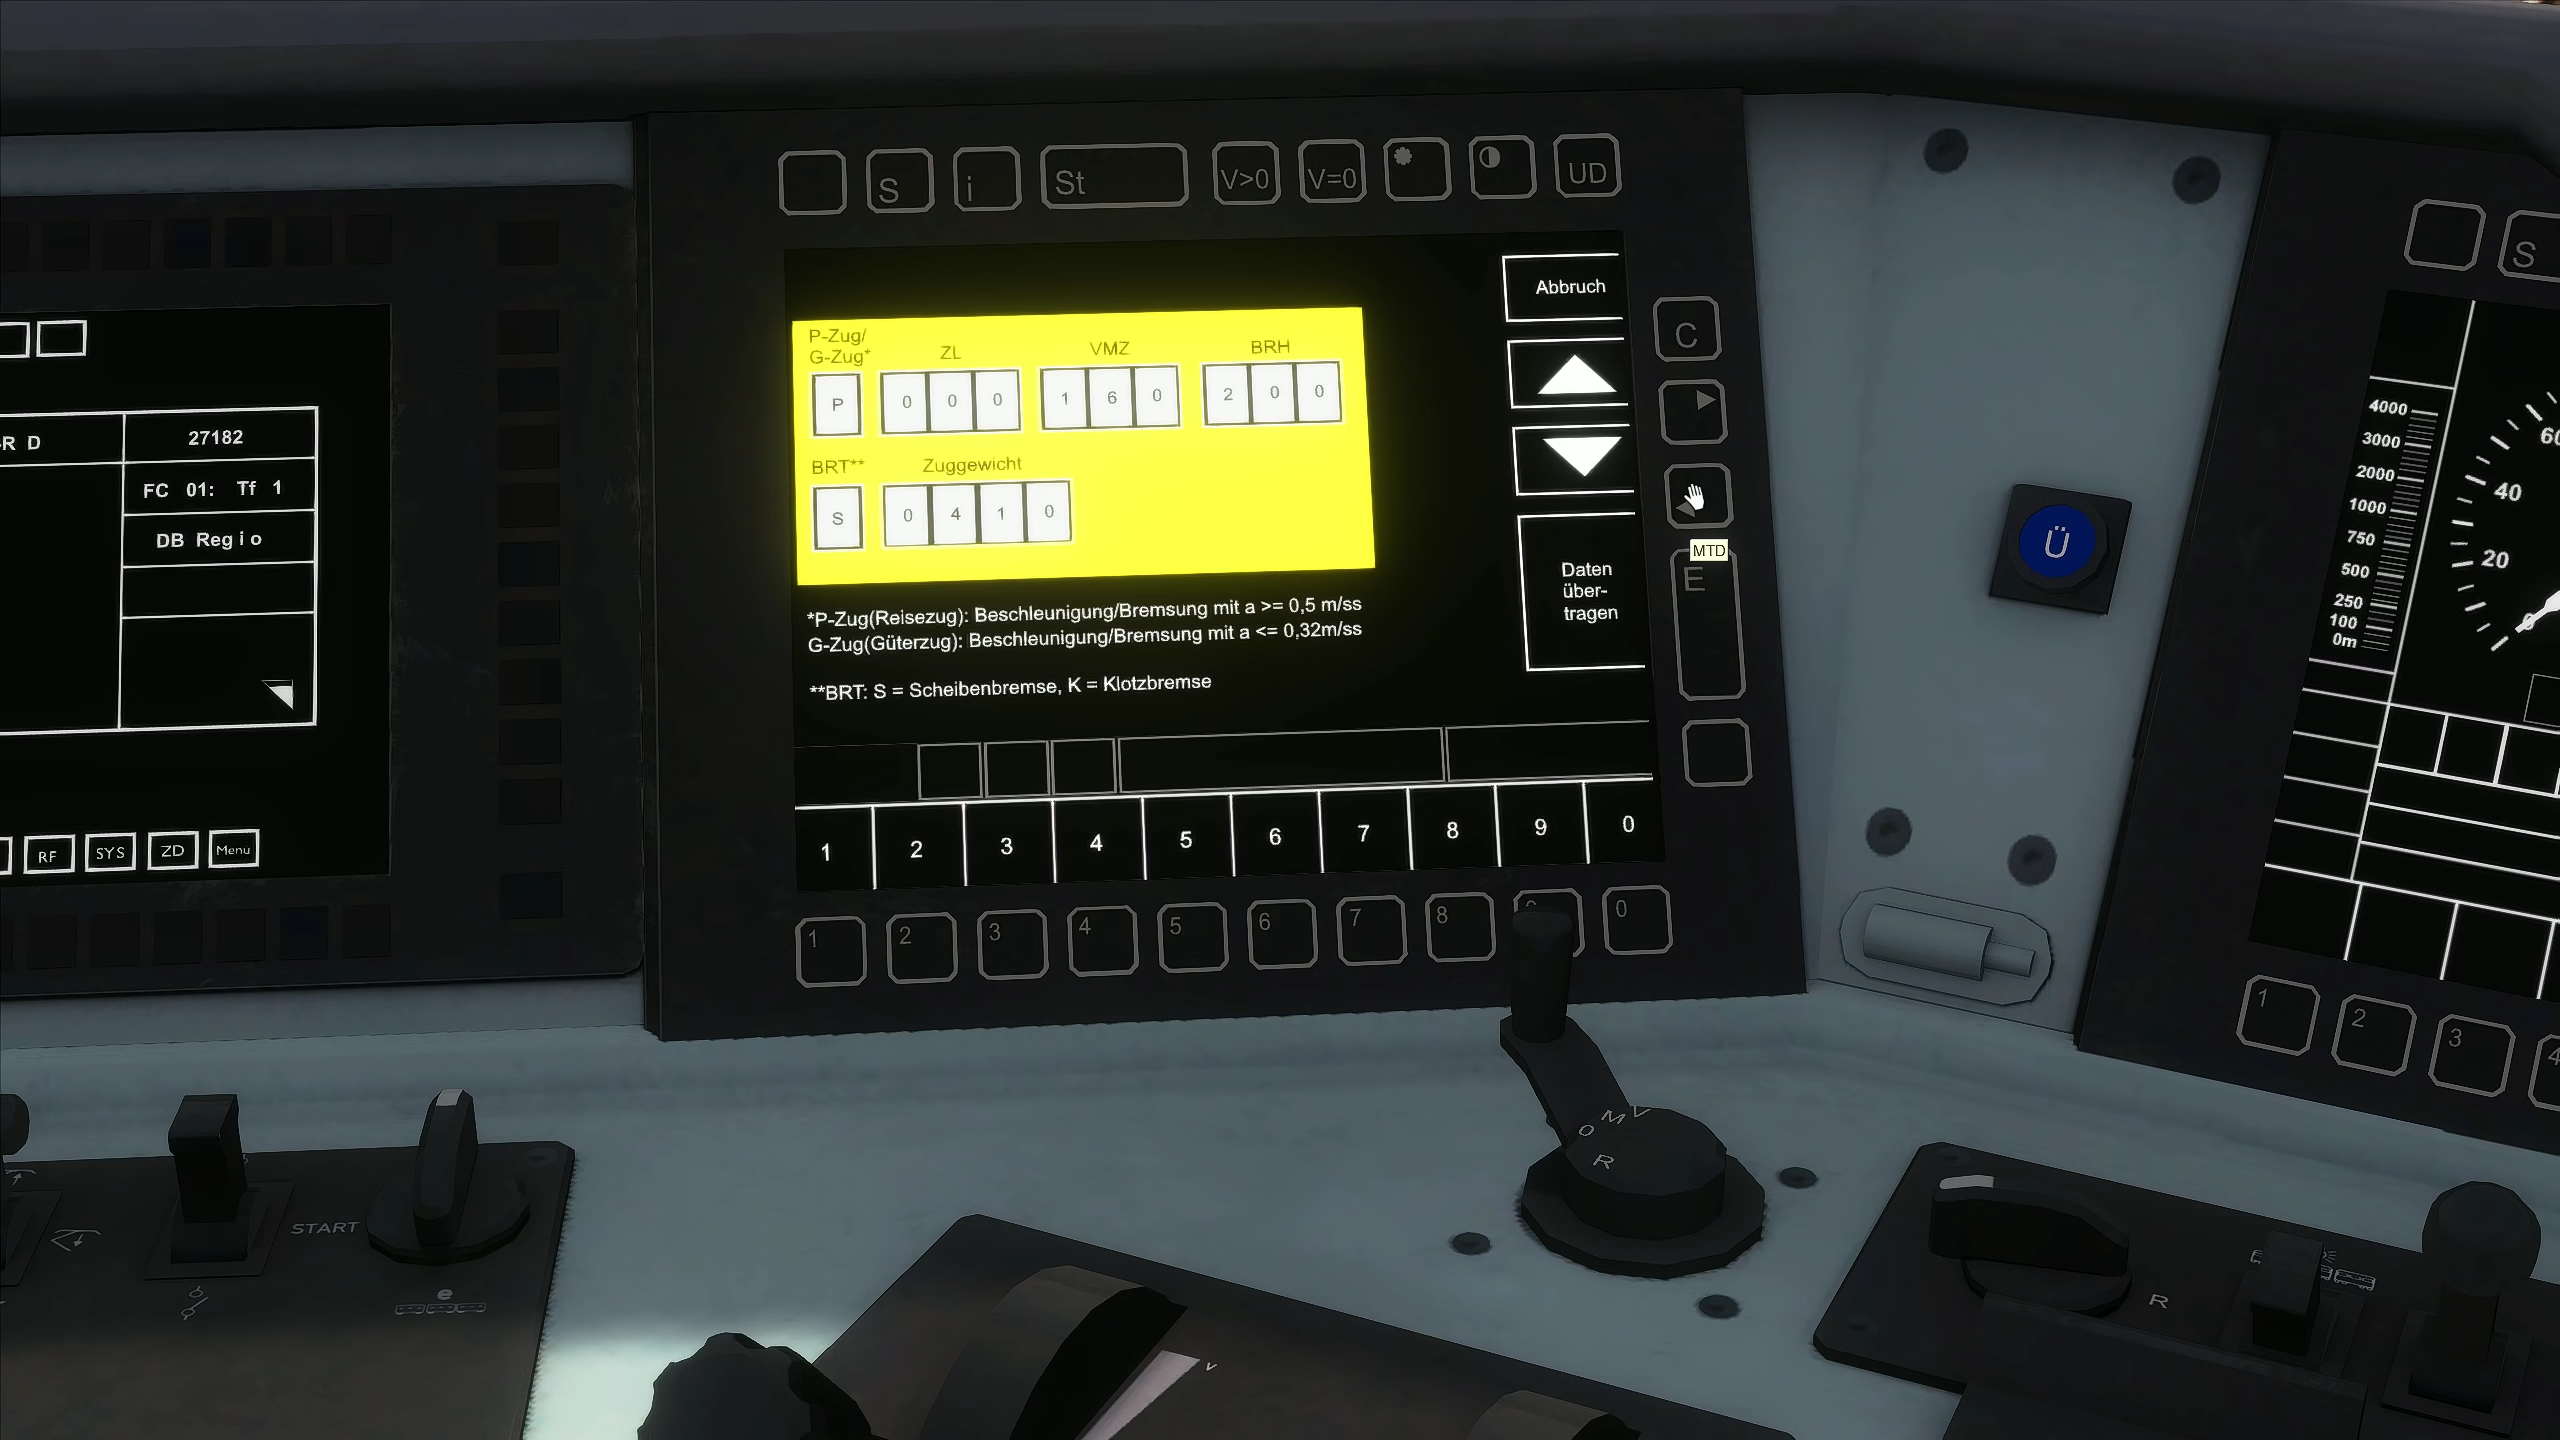 S i St V>0 V=0 UD
S
Abbruch
P-Zug/
G-Zug* ZL VMZ BRH
P 0 0 0 1 6 0 2 0 0
BRT** Zuggewicht
S 0 4 1 0
C
MTD
E
Daten
über-
tragen
*P-Zug(Reisezug): Beschleunigung/Bremsung mit a >= 0,5 m/ss
G-Zug(Güterzug): Beschleunigung/Bremsung mit a <= 0,32m/ss
**BRT: S = Scheibenbremse, K = Klotzbremse
1 2 3 4 5 6 7 8 9 0
1 2 3 4 5 6 7 8 0
R D 27182
FC 01: Tf 1
DB Regio
RF SYS ZD Menu
Ü
4000
3000
2000
1000
750
500
250
100
0m
60
40
20
0
1 2 3 4
START
e
V
M
O
R
R
V